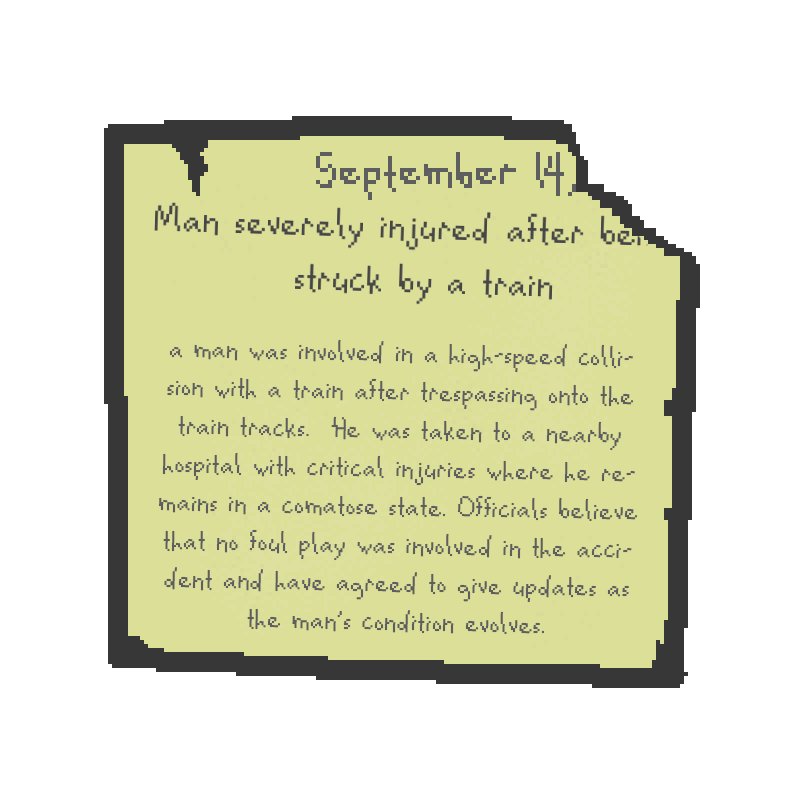 September 14,
Man severely injured after bei
struck by a train
a man was involved in a high-speed colli-
sion with a train after trespassing onto the
train tracks. He was taken to a nearby
hospital with critical injuries where he re-
mains in a comatose state. Officials believe
that no foul play was involved in the acci-
dent and have agreed to give updates as
the man's condition evolves.